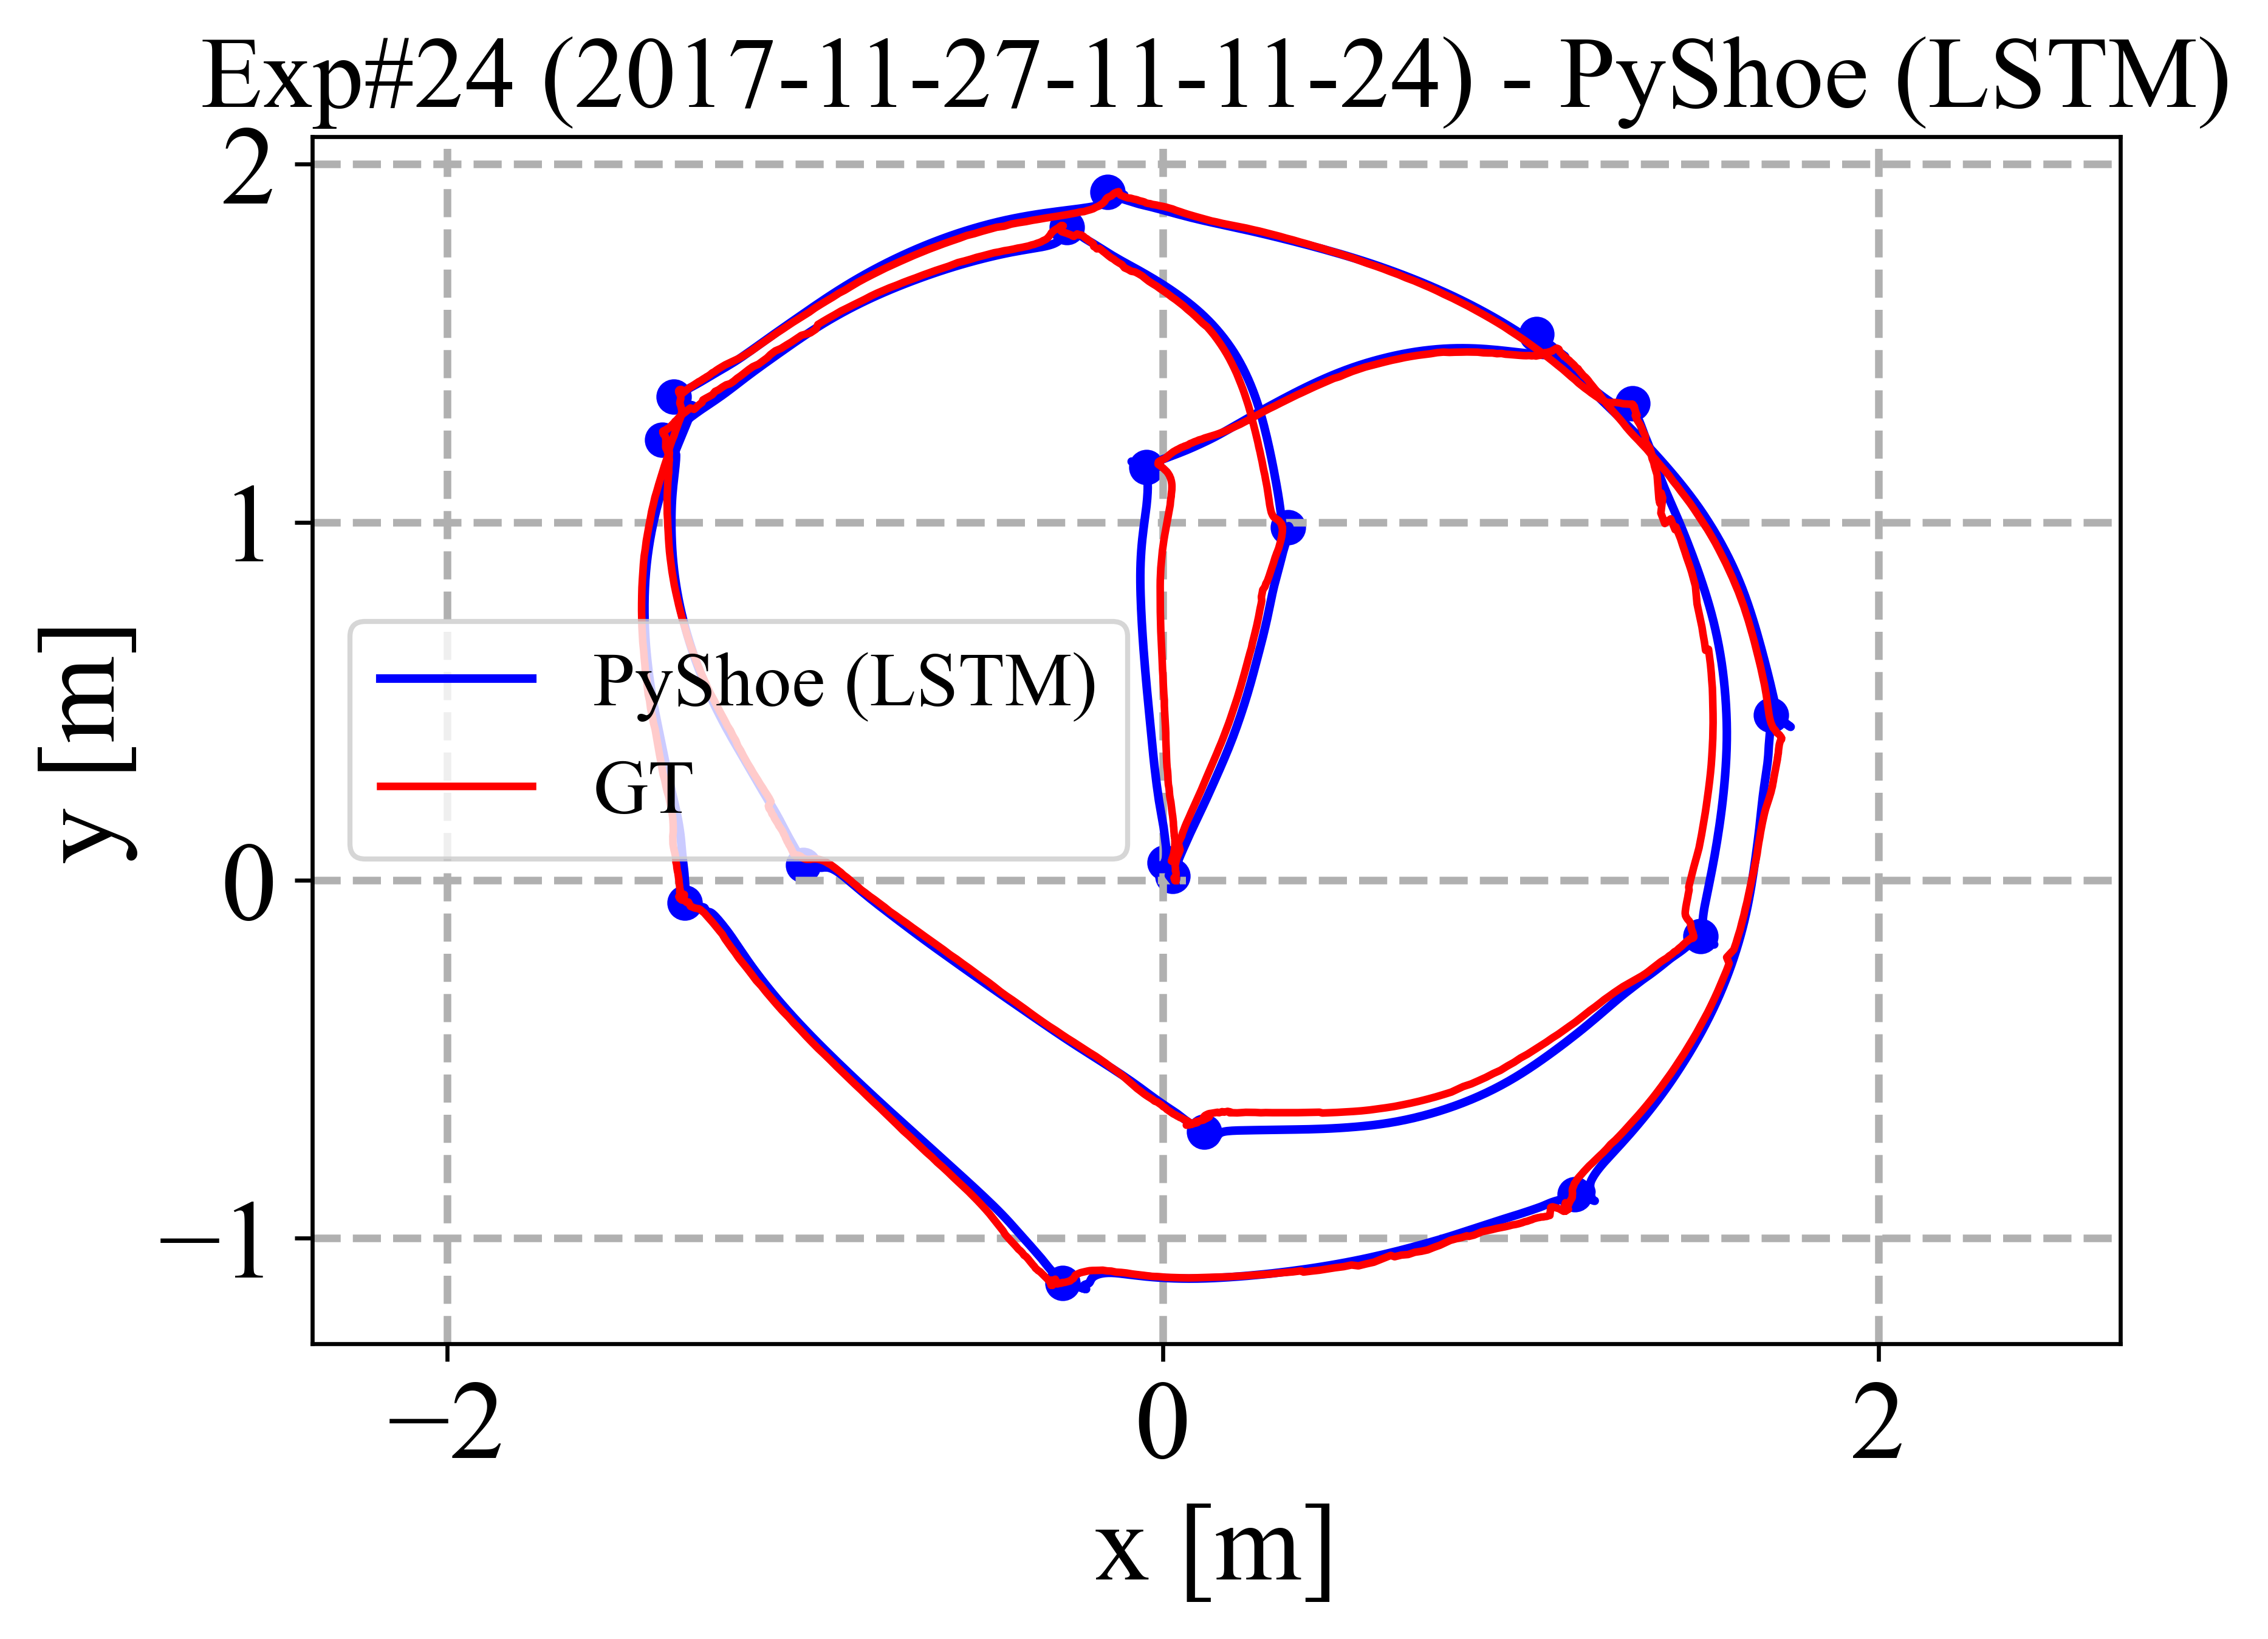 Exp#24 (2017-11-27-11-11-24) - PyShoe (LSTM)
2
1
0
−1
y [m]
PyShoe (LSTM)
GT
−2
0
2
x [m]